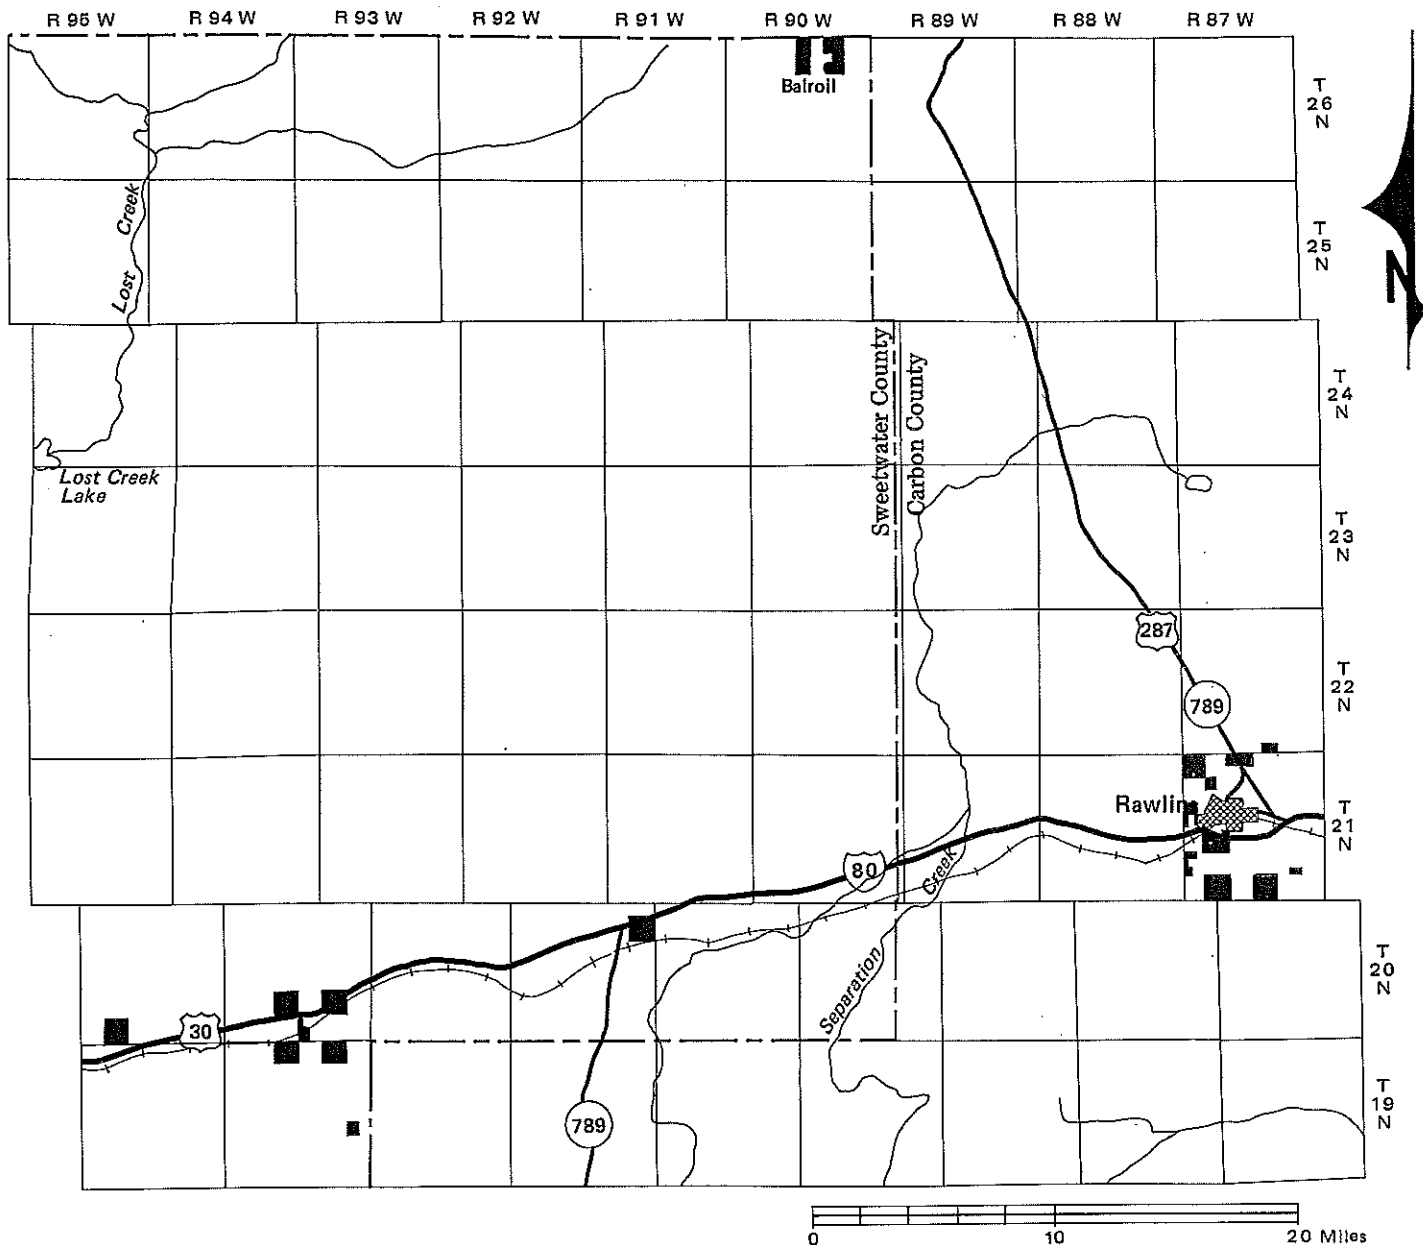 R 95 W R 94 W R 93 W R 92 W R 91 W R 90 W R 89 W R 88 W R 87 W
Bairoil
T
26
N
Lost Creek
T
25
N
N
Sweetwater County
Carbon County
T
24
N
Lost Creek
Lake
T
23
N
287
T
22
N
789
Rawlins
T
21
N
80
Separation Creek
T
20
N
30
T
19
N
789
0 10 20 Miles